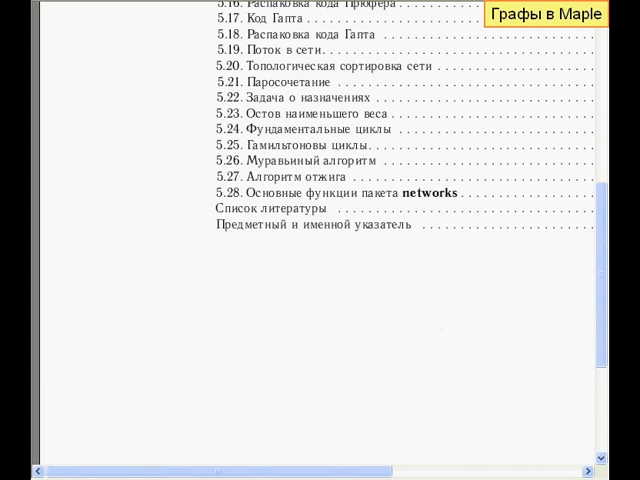 5.16. Распаковка кода Прюфера . . . . . . . . . . . . . . . . . .
Графы в Maple
5.17. Код Гапта . . . . . . . . . . . . . . . . . . . . . . .
5.18. Распаковка кода Гапта . . . . . . . . . . . . . . . . . . . . . . . . . . . .
5.19. Поток в сети . . . . . . . . . . . . . . . . . . . . . . . . . . . . . . . . . . . .
5.20. Топологическая сортировка сети . . . . . . . . . . . . . . . . . . . . .
5.21. Паросочетание . . . . . . . . . . . . . . . . . . . . . . . . . . . . . . . . . .
5.22. Задача о назначениях . . . . . . . . . . . . . . . . . . . . . . . . . . . . .
5.23. Остов наименьшего веса . . . . . . . . . . . . . . . . . . . . . . . . . . .
5.24. Фундаментальные циклы . . . . . . . . . . . . . . . . . . . . . . . . . .
5.25. Гамильтоновы циклы . . . . . . . . . . . . . . . . . . . . . . . . . . . . . .
5.26. Муравьиный алгоритм . . . . . . . . . . . . . . . . . . . . . . . . . . . .
5.27. Алгоритм отжига . . . . . . . . . . . . . . . . . . . . . . . . . . . . . . . .
5.28. Основные функции пакета networks . . . . . . . . . . . . . . . . . .
Список литературы . . . . . . . . . . . . . . . . . . . . . . . . . . . . . . . . . .
Предметный и именной указатель . . . . . . . . . . . . . . . . . . . . . . .